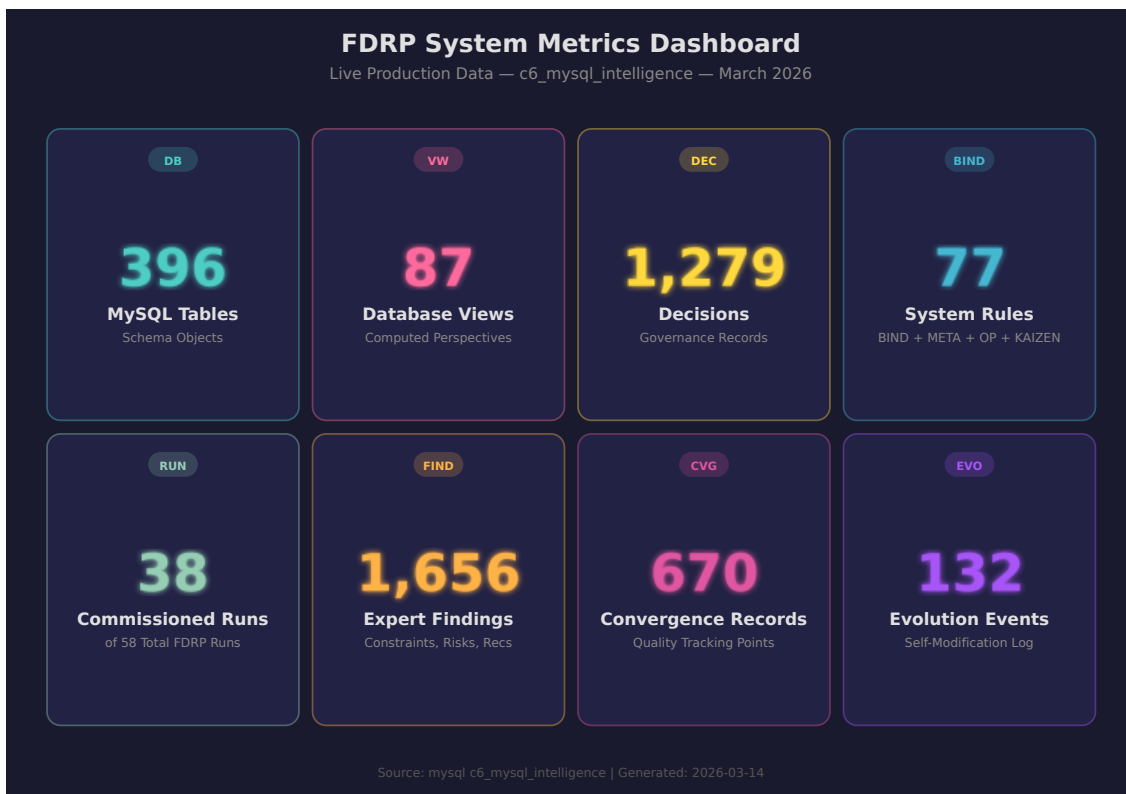 FDRP System Metrics Dashboard
Live Production Data — c6_mysql_intelligence — March 2026
DB
396
MySQL Tables
Schema Objects
VW
87
Database Views
Computed Perspectives
DEC
1,279
Decisions
Governance Records
BIND
77
System Rules
BIND + META + OP + KAIZEN
RUN
38
Commissioned Runs
of 58 Total FDRP Runs
FIND
1,656
Expert Findings
Constraints, Risks, Recs
CVG
670
Convergence Records
Quality Tracking Points
EVO
132
Evolution Events
Self-Modification Log
Source: mysql c6_mysql_intelligence | Generated: 2026-03-14